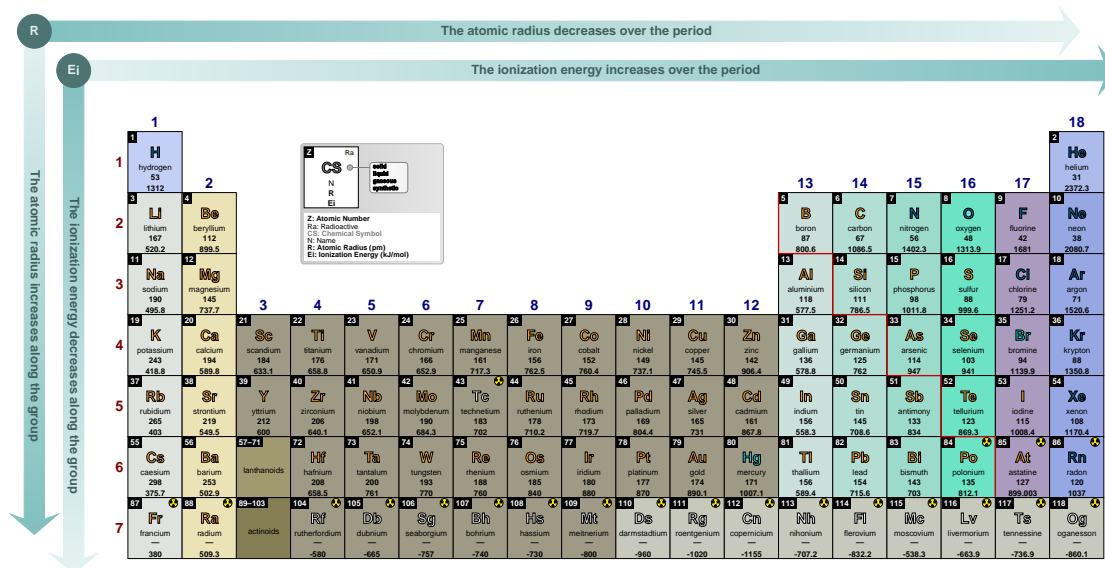 R
The atomic radius decreases over the period
Ei
The ionization energy increases over the period
The atomic radius increases along the group
The ionization energy decreases along the group
1 18
1 2
1 H He
hydrogen helium
53 31
1312 2372.3
Z Ra
CS
N
R
Ei
solid
liquid
gaseous
synthetic
Z: Atomic Number
Ra: Radioactive
CS: Chemical Symbol
N: Name
R: Atomic Radius (pm)
Ei: Ionization Energy (kJ/mol)
2 13 14 15 16 17
3 4 5 6 7 8 9 10
2 Li Be B C N O F Ne
lithium beryllium boron carbon nitrogen oxygen fluorine neon
167 112 87 67 56 48 42 38
520.2 899.5 800.6 1086.5 1402.3 1313.9 1681 2080.7
11 12 13 14 15 16 17 18
3 Na Mg Al Si P S Cl Ar
sodium magnesium aluminium silicon phosphorus sulfur chlorine argon
190 145 118 111 98 88 79 71
495.8 737.7 577.5 786.5 1011.8 999.6 1251.2 1520.6
3 4 5 6 7 8 9 10 11 12
19 20 21 22 23 24 25 26 27 28 29 30 31 32 33 34 35 36
4 K Ca Sc Ti V Cr Mn Fe Co Ni Cu Zn Ga Ge As Se Br Kr
potassium calcium scandium titanium vanadium chromium manganese iron cobalt nickel copper zinc gallium germanium arsenic selenium bromine krypton
243 194 184 176 171 166 161 156 152 149 145 142 136 125 114 103 94 88
418.8 589.8 633.1 658.8 650.9 652.9 717.3 762.5 760.4 737.1 745.5 906.4 578.8 762 947 941 1139.9 1350.8
37 38 39 40 41 42 43 44 45 46 47 48 49 50 51 52 53 54
5 Rb Sr Y Zr Nb Mo Tc Ru Rh Pd Ag Cd In Sn Sb Te I Xe
rubidium strontium yttrium zirconium niobium molybdenum technetium ruthenium rhodium palladium silver cadmium indium tin antimony tellurium iodine xenon
265 219 212 206 198 190 183 178 173 169 165 161 156 145 133 123 115 108
403 549.5 600 640.1 652.1 684.3 702 710.2 719.7 804.4 731 867.8 558.3 708.6 834 869.3 1008.4 1170.4
55 56 57–71 72 73 74 75 76 77 78 79 80 81 82 83 84 85 86
6 Cs Ba Hf Ta W Re Os Ir Pt Au Hg Tl Pb Bi Po At Rn
caesium barium lanthanoids hafnium tantalum tungsten rhenium osmium iridium platinum gold mercury thallium lead bismuth polonium astatine radon
298 253 208 200 193 188 185 180 177 174 171 156 154 143 135 127 120
375.7 502.9 658.5 761 770 760 840 880 870 890.1 1007.1 589.4 715.6 703 812.1 899.003 1037
87 88 89–103 104 105 106 107 108 109 110 111 112 113 114 115 116 117 118
7 Fr Ra Rf Db Sg Bh Hs Mt Ds Rg Cn Nh Fl Mc Lv Ts Og
francium radium actinoids rutherfordium dubnium seaborgium bohrium hassium meitnerium darmstadtium roentgenium copernicium nihonium flerovium moscovium livermorium tennessine oganesson
— — — — — — — — — — — — — — — — —
380 509.3 -580 -665 -757 -740 -730 -800 -960 -1020 -1155 -707.2 -832.2 -538.3 -663.9 -736.9 -860.1